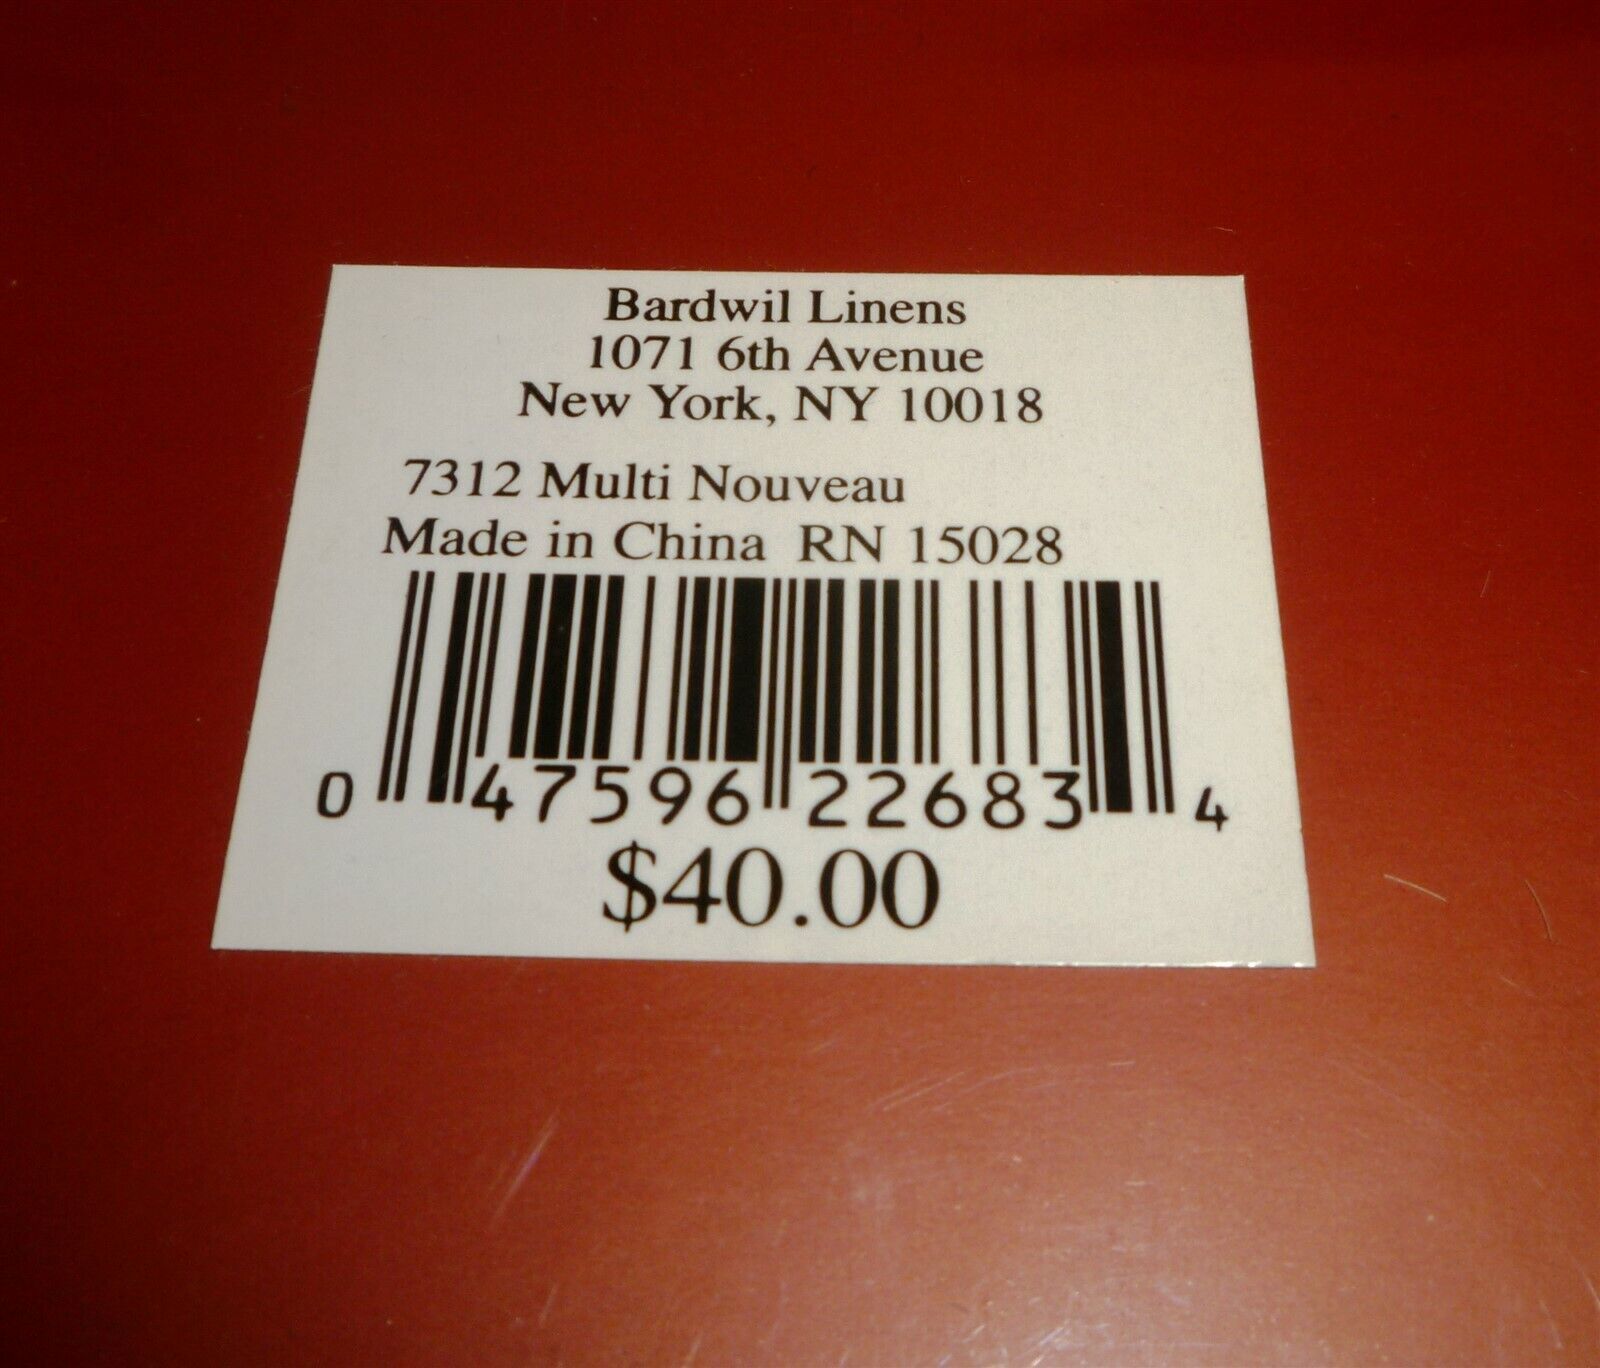 Bardwil Linens
1071 6th Avenue
New York, NY 10018
7312 Multi Nouveau
Made in China RN 15028
0 47596 22683 4
$40.00